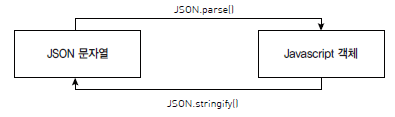 JSON.parse()
JSON 문자열
Javascript 객체
JSON.stringify()